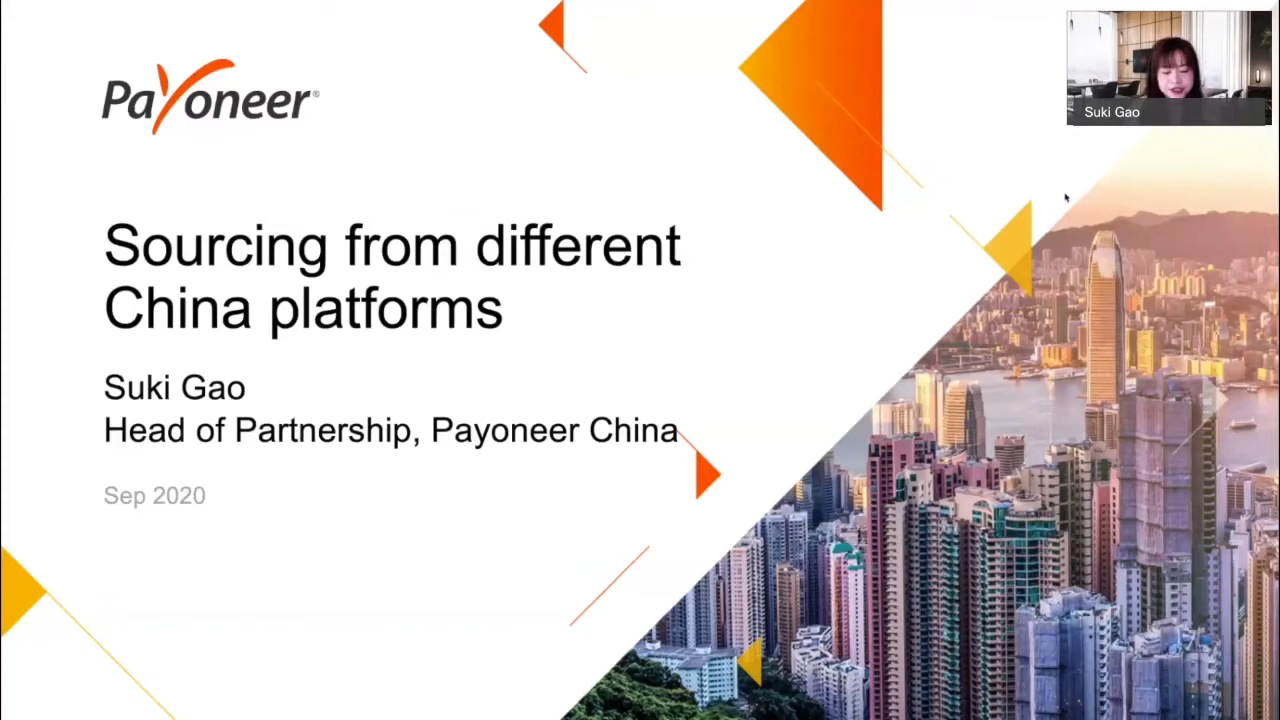 Payoneer®
Suki Gao
Sourcing from different
China platforms
Suki Gao
Head of Partnership, Payoneer China
Sep 2020